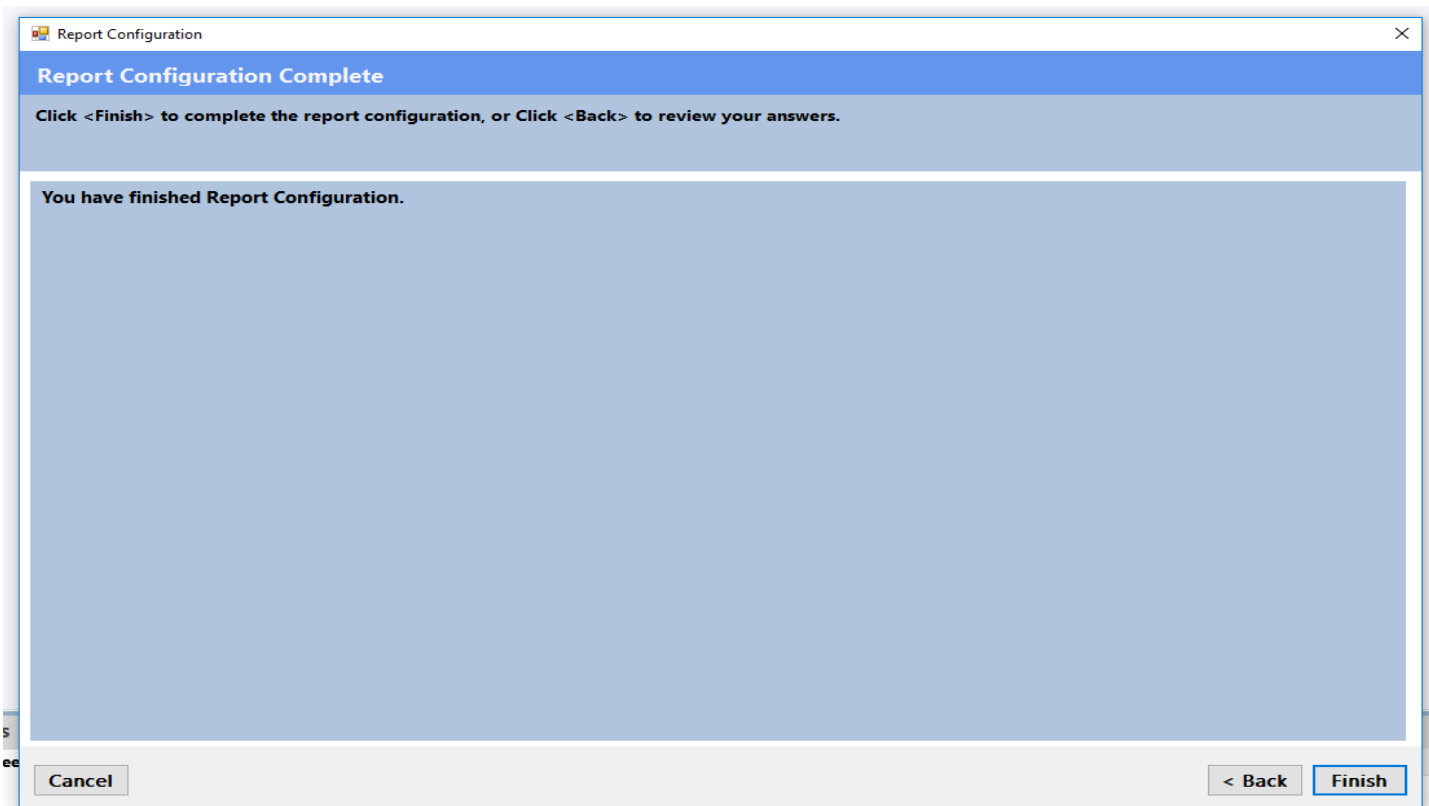 Report Configuration
Report Configuration Complete
Click <Finish> to complete the report configuration, or Click <Back> to review your answers.
You have finished Report Configuration.
s
ee
Cancel
< Back
Finish